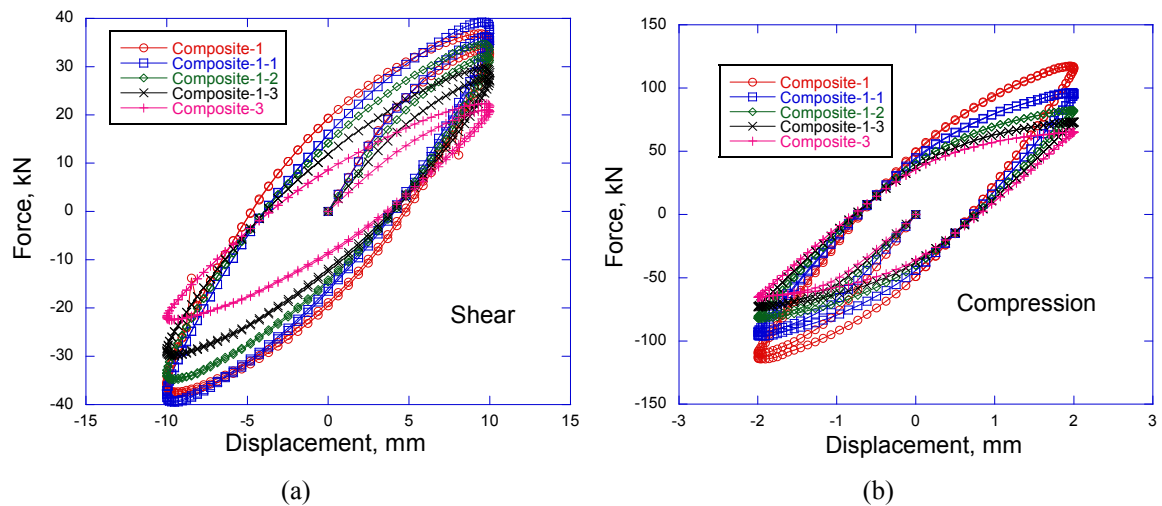 40
30
20
10
0
-10
-20
-30
-40
Force, kN
Composite-1
Composite-1-1
Composite-1-2
Composite-1-3
Composite-3
Shear
-15
-10
-5
0
5
10
15
Displacement, mm
(a)
150
100
50
0
-50
-100
-150
Force, kN
Composite-1
Composite-1-1
Composite-1-2
Composite-1-3
Composite-3
Compression
-3
-2
-1
0
1
2
3
Displacement, mm
(b)